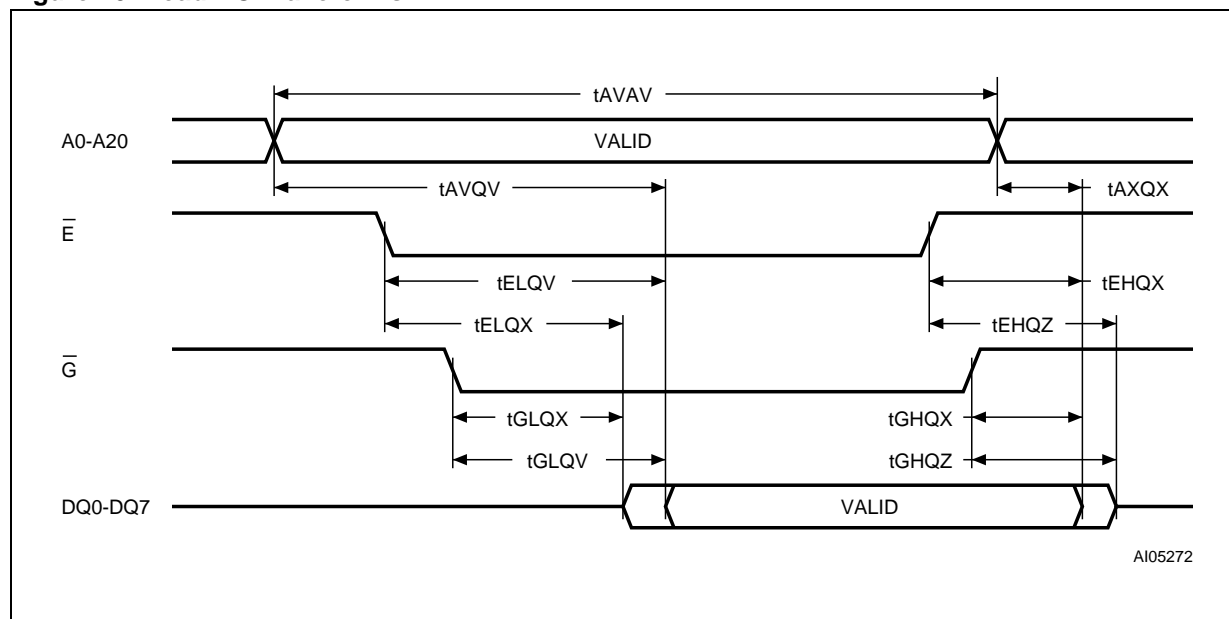 tAVAV
A0-A20
VALID
tAVQV
tAXQX
E
tELQV
tEHQX
tELQX
tEHQZ
G
tGLQX
tGHQX
tGLQV
tGHQZ
DQ0-DQ7
VALID
AI05272